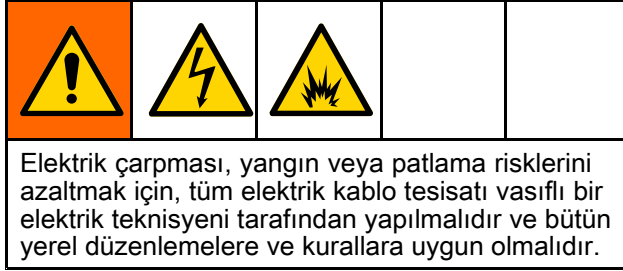 Elektrik çarpması, yangın veya patlama risklerini
azaltmak için, tüm elektrik kablo tesisatı vasıflı bir
elektrik teknisyeni tarafından yapılmalıdır ve bütün
yerel düzenlemelere ve kurallara uygun olmalıdır.